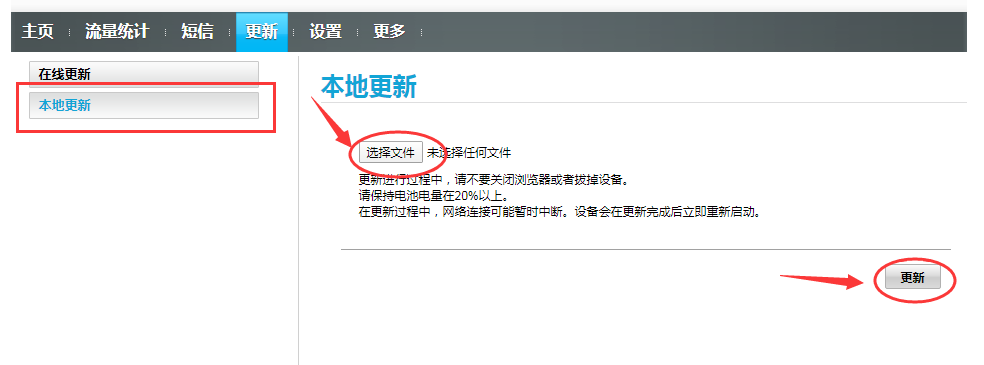 主页 流量统计 短信 更新 设置 更多
在线更新
本地更新
本地更新
选择文件 未选择任何文件
更新进行过程中，请不要关闭浏览器或者拔掉设备。
请保持电池电量在20%以上。
在更新过程中，网络连接可能暂时中断。设备会在更新完成后立即重新启动。
更新